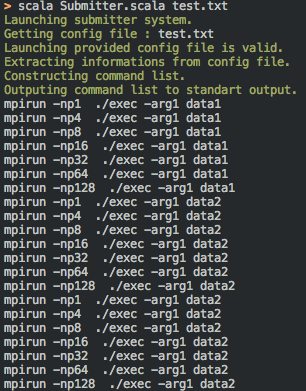 > scala Submitter.scala test.txt
Launching submitter system.
Getting config file : test.txt
Launching provided config file is valid.
Extracting informations from config file.
Constructing command list.
Outputing command list to standart output.
mpirun -np1  ./exec -arg1 data1
mpirun -np4  ./exec -arg1 data1
mpirun -np8  ./exec -arg1 data1
mpirun -np16  ./exec -arg1 data1
mpirun -np32  ./exec -arg1 data1
mpirun -np64  ./exec -arg1 data1
mpirun -np128  ./exec -arg1 data1
mpirun -np1  ./exec -arg1 data2
mpirun -np4  ./exec -arg1 data2
mpirun -np8  ./exec -arg1 data2
mpirun -np16  ./exec -arg1 data2
mpirun -np32  ./exec -arg1 data2
mpirun -np64  ./exec -arg1 data2
mpirun -np128  ./exec -arg1 data2
mpirun -np1  ./exec -arg1 data2
mpirun -np4  ./exec -arg1 data2
mpirun -np8  ./exec -arg1 data2
mpirun -np16  ./exec -arg1 data2
mpirun -np32  ./exec -arg1 data2
mpirun -np64  ./exec -arg1 data2
mpirun -np128  ./exec -arg1 data2